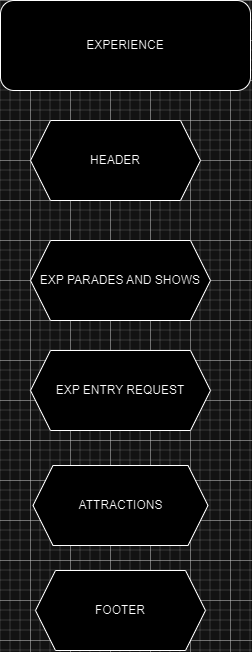 EXPERIENCE
HEADER
EXP PARADES AND SHOWS
EXP ENTRY REQUEST
ATTRACTIONS
FOOTER